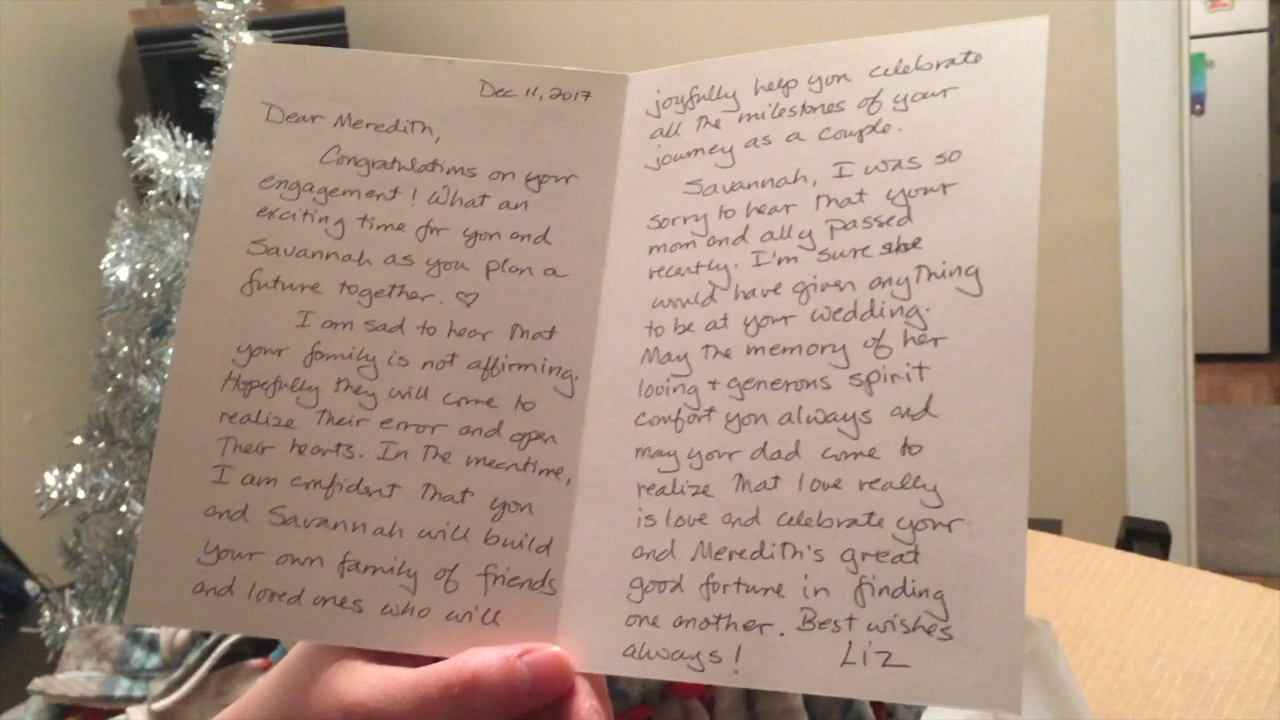 Dec 11, 2017
Dear Meredith,
Congratulations on your
engagement! What an
exciting time for you and
Savannah as you plan a
future together. ♡
I am sad to hear that
your family is not affirming.
Hopefully they will come to
realize their error and open
their hearts. In the meantime,
I am confident that you
and Savannah will build
your own family of friends
and loved ones who will
joyfully help you celebrate
all the milestones of your
journey as a couple.
Savannah, I was so
sorry to hear that your
mom and ally passed
recently. I'm sure she
would have given anything
to be at your wedding.
May the memory of her
loving + generous spirit
comfort you always and
may your dad come to
realize that love really
is love and celebrate your
and Meredith's great
good fortune in finding
one another. Best wishes
always! Liz